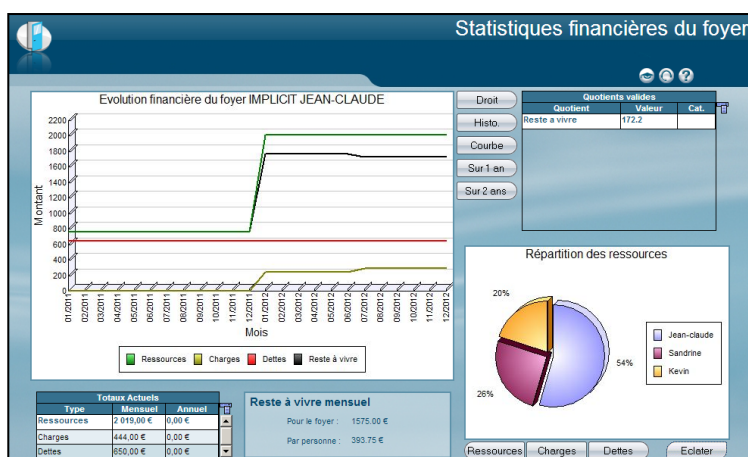 Statistiques financières du foyer
Evolution financière du foyer IMPLICIT JEAN-CLAUDE
2200
2000
1800
1600
1400
1200
1000
800
600
400
200
0
Montant
01/2011
02/2011
03/2011
04/2011
05/2011
06/2011
07/2011
08/2011
09/2011
10/2011
11/2011
12/2011
01/2012
02/2012
03/2012
04/2012
05/2012
06/2012
07/2012
08/2012
09/2012
10/2012
11/2012
12/2012
Mois
Ressources Charges Dettes Reste à vivre
Droit
Histo.
Courbe
Sur 1 an
Sur 2 ans
Quotients valides
Quotient Valeur Cat.
Reste a vivre 172.2
Répartition des ressources
20%
54%
26%
Jean-claude
Sandrine
Kevin
Totaux Actuels
Type Mensuel Annuel
Ressources 2 019,00 € 0,00 €
Charges 444,00 € 0,00 €
Dettes 650,00 € 0,00 €
Reste à vivre mensuel
Pour le foyer : 1575.00 €
Par personne : 393.75 €
Ressources Charges Dettes Eclater